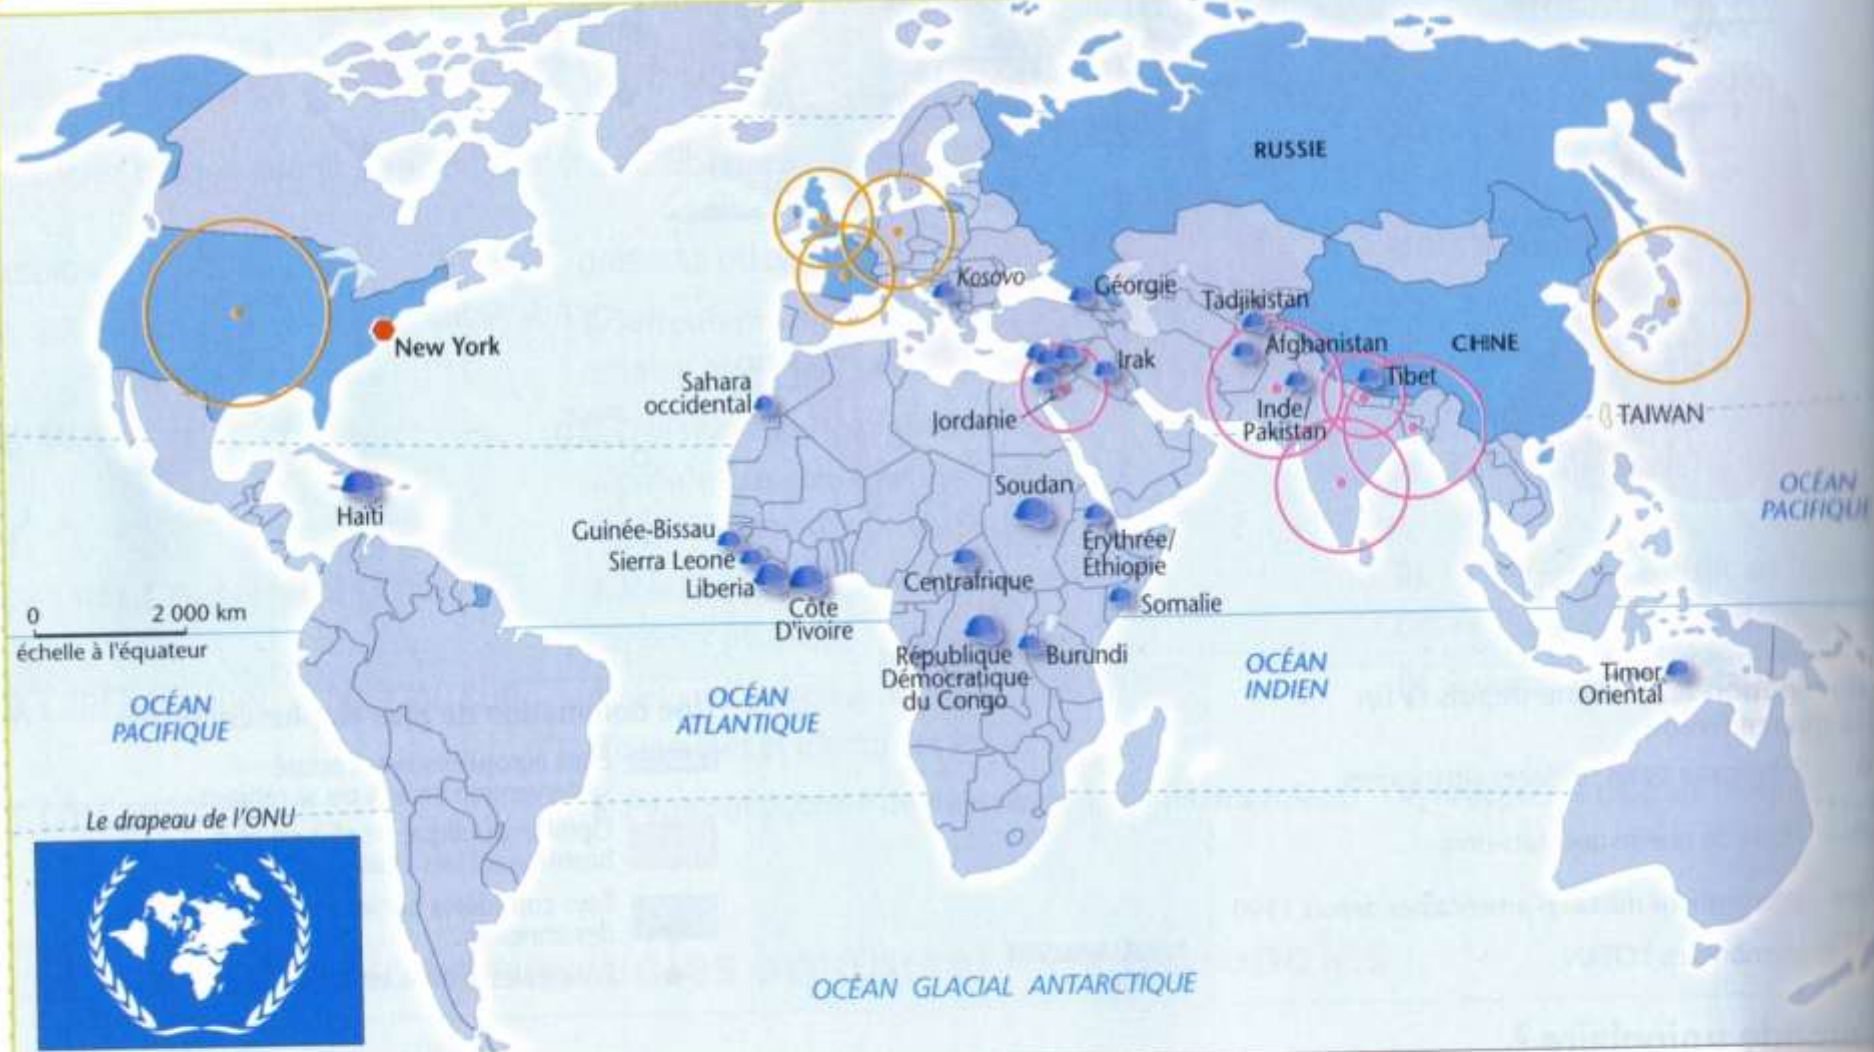 RUSSIE
Kosovo
Géorgie
Tadjikistan
New York
CHINE
Afghanistan
Irak
Tibet
Sahara
occidental
Jordanie
Inde/
Pakistan
TAIWAN
Haïti
Soudan
OCÉAN
PACIFIQU
Guinée-Bissau
Sierra Leone
Liberia
Érythrée/
Éthiopie
Centrafrique
Côte
D'ivoire
Somalie
0 2 000 km
échelle à l'équateur
République
Démocratique
du Congo
Burundi
OCÉAN
INDIEN
Timor
Oriental
OCÉAN
PACIFIQUE
OCÉAN
ATLANTIQUE
Le drapeau de l'ONU
OCÉAN GLACIAL ANTARCTIQUE